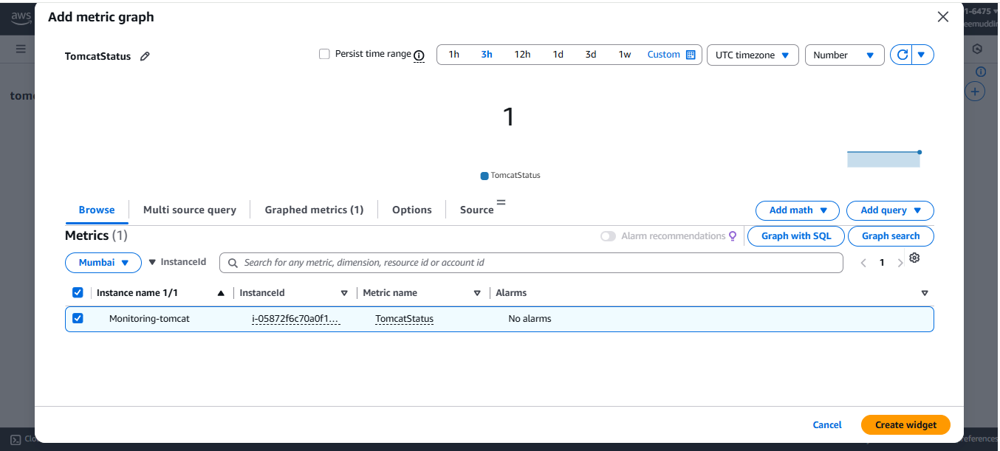 aws
Add metric graph
1-6475
eemuddin
TomcatStatus
Persist time range
1h 3h 12h 1d 3d 1w Custom
UTC timezone
Number
tome
1
TomcatStatus
Browse
Multi source query
Graphed metrics (1)
Options
Source
Add math
Add query
Metrics (1)
Alarm recommendations
Graph with SQL
Graph search
Mumbai
InstanceId
Search for any metric, dimension, resource id or account id
1
Instance name 1/1
InstanceId
Metric name
Alarms
Monitoring-tomcat
i-05872f6c70a0f1...
TomcatStatus
No alarms
Cancel
Create widget
Clo
references